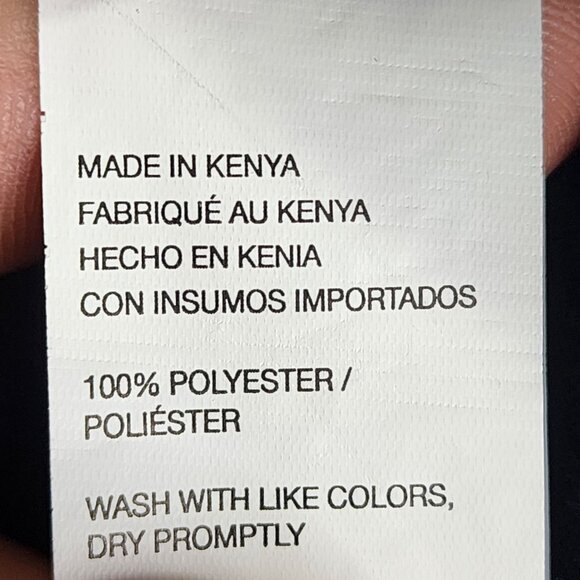 MADE IN KENYA
FABRIQUÉ AU KENYA
HECHO EN KENIA
CON INSUMOS IMPORTADOS
100% POLYESTER /
POLIÉSTER
WASH WITH LIKE COLORS,
DRY PROMPTLY